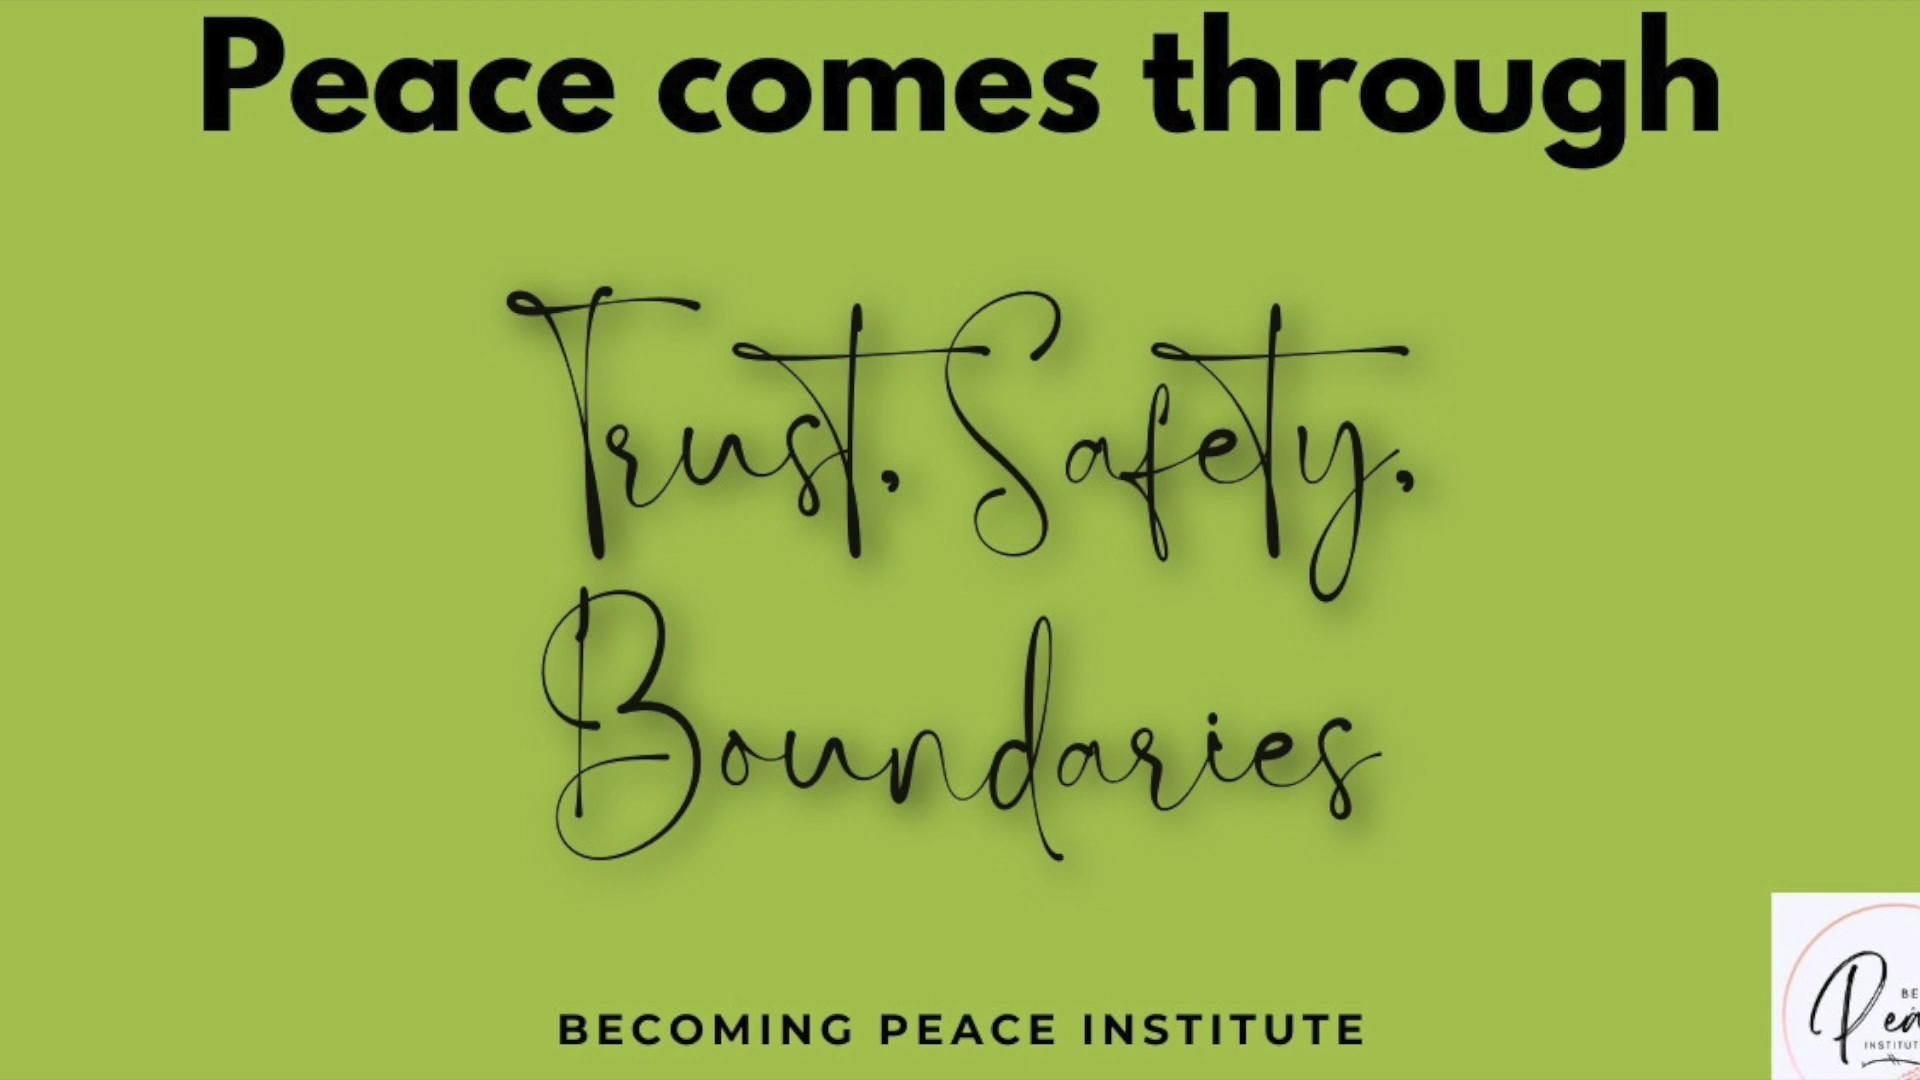 Peace comes through
Trust, Safety,
Boundaries
BECOMING PEACE INSTITUTE